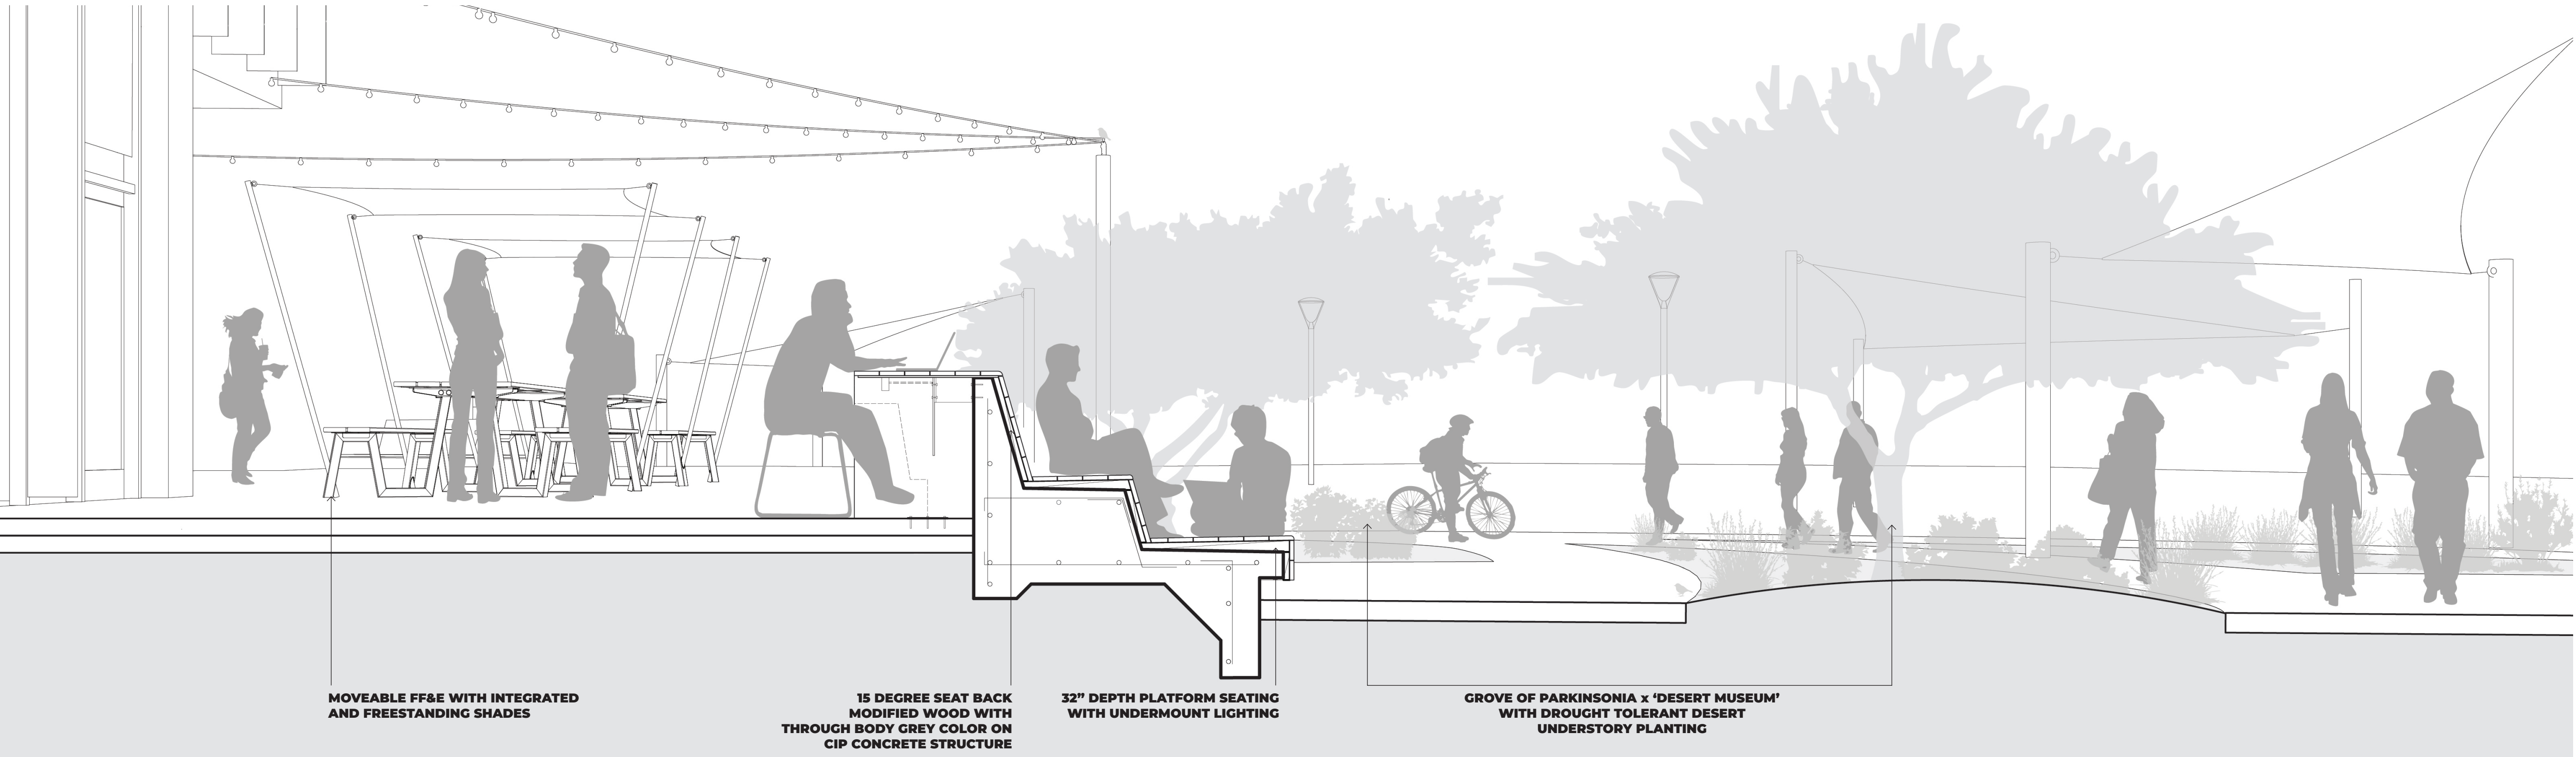 MOVEABLE FF&E WITH INTEGRATED
AND FREESTANDING SHADES
15 DEGREE SEAT BACK
MODIFIED WOOD WITH
THROUGH BODY GREY COLOR ON
CIP CONCRETE STRUCTURE
32” DEPTH PLATFORM SEATING
WITH UNDERMOUNT LIGHTING
GROVE OF PARKINSONIA x ‘DESERT MUSEUM’
WITH DROUGHT TOLERANT DESERT
UNDERSTORY PLANTING